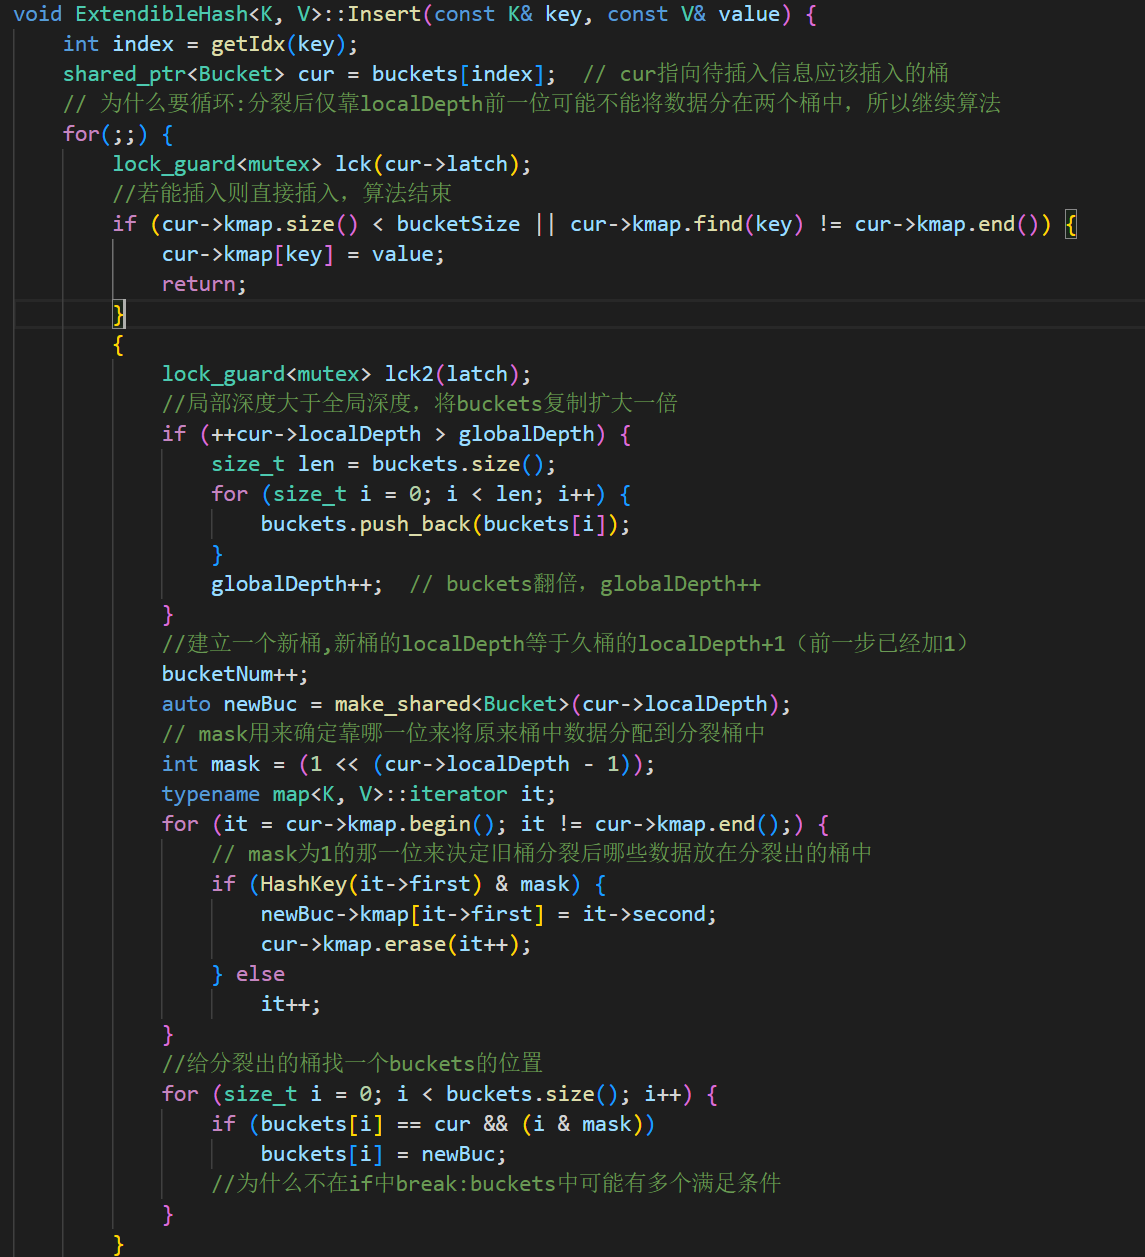 void ExtendibleHash<K, V>::Insert(const K& key, const V& value) {
    int index = getIdx(key);
    shared_ptr<Bucket> cur = buckets[index];  // cur指向待插入信息应该插入的桶
    // 为什么要循环:分裂后仅靠localDepth前一位可能不能将数据分在两个桶中，所以继续算法
    for(;;) {
        lock_guard<mutex> lck(cur->latch);
        //若能插入则直接插入，算法结束
        if (cur->kmap.size() < bucketSize || cur->kmap.find(key) != cur->kmap.end()) {
            cur->kmap[key] = value;
            return;
        }
        {
            lock_guard<mutex> lck2(latch);
            //局部深度大于全局深度，将buckets复制扩大一倍
            if (++cur->localDepth > globalDepth) {
                size_t len = buckets.size();
                for (size_t i = 0; i < len; i++) {
                    buckets.push_back(buckets[i]);
                }
                globalDepth++;  // buckets翻倍，globalDepth++
            }
            //建立一个新桶,新桶的localDepth等于久桶的localDepth+1（前一步已经加1）
            bucketNum++;
            auto newBuc = make_shared<Bucket>(cur->localDepth);
            // mask用来确定靠哪一位来将原来桶中数据分配到分裂桶中
            int mask = (1 << (cur->localDepth - 1));
            typename map<K, V>::iterator it;
            for (it = cur->kmap.begin(); it != cur->kmap.end();) {
                // mask为1的那一位来决定旧桶分裂后哪些数据放在分裂出的桶中
                if (HashKey(it->first) & mask) {
                    newBuc->kmap[it->first] = it->second;
                    cur->kmap.erase(it++);
                } else
                    it++;
            }
            //给分裂出的桶找一个buckets的位置
            for (size_t i = 0; i < buckets.size(); i++) {
                if (buckets[i] == cur && (i & mask))
                    buckets[i] = newBuc;
                //为什么不在if中break:buckets中可能有多个满足条件
            }
        }